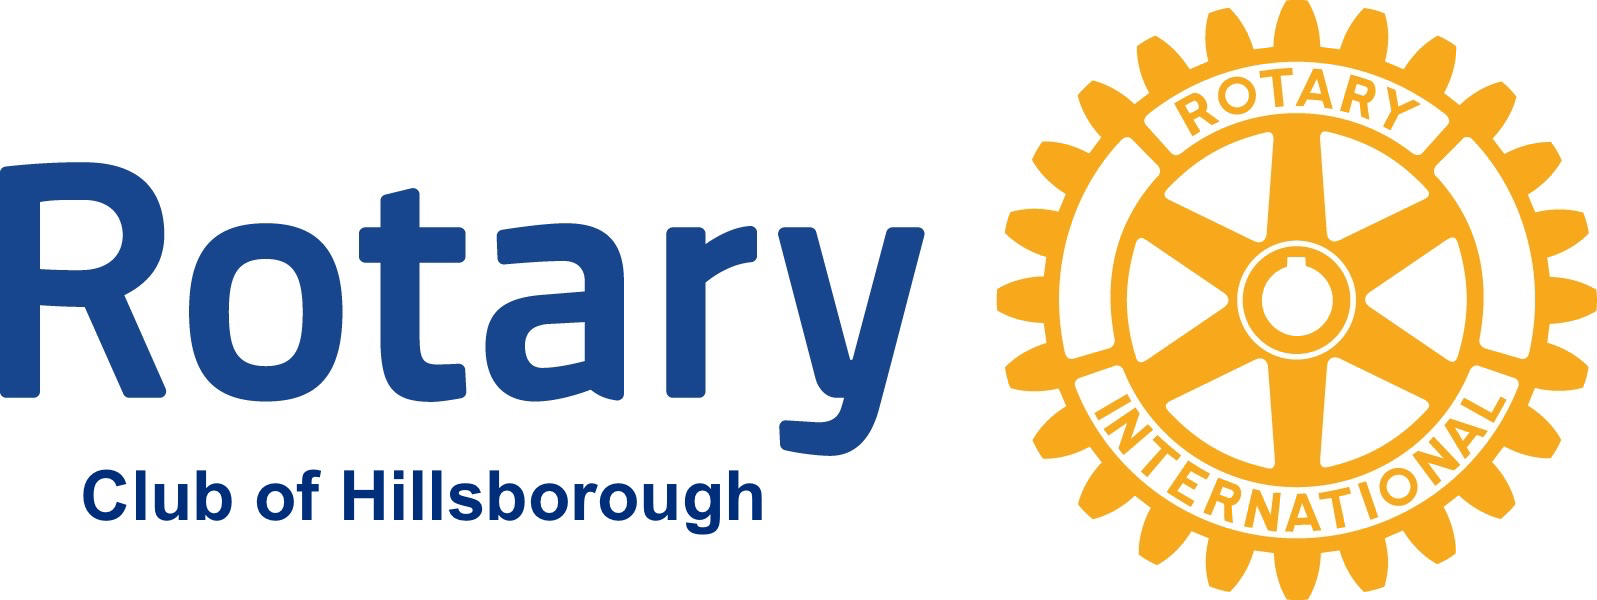 Rotary
Club of Hillsborough
ROTARY
INTERNATIONAL